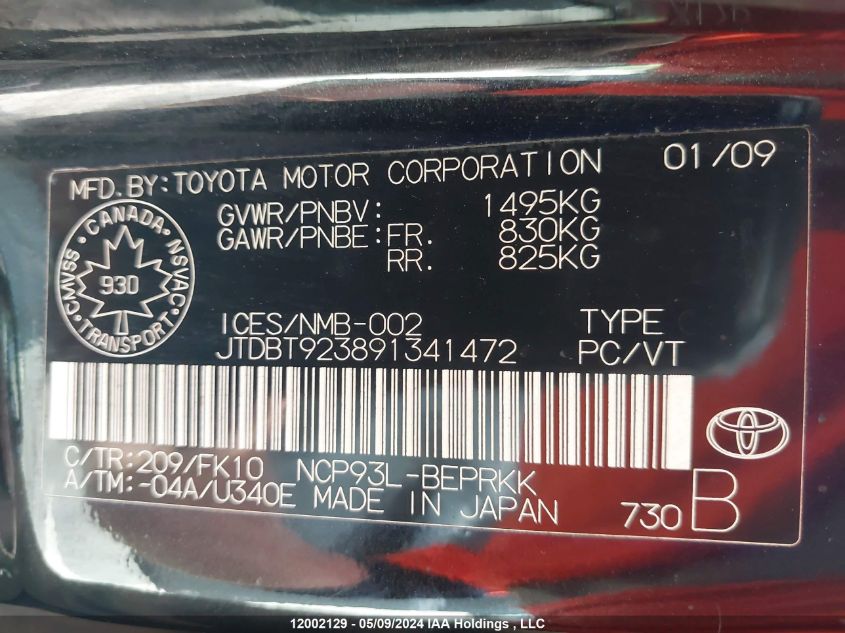 MFD. BY: TOYOTA MOTOR CORPORATION 01/09
GVWR/PNBV: 1495KG
GAWR/PNBE: FR. 830KG
RR. 825KG
CANADA
CMVSS NSVAC
930
TRANSPORT
ICES/NMB-002 TYPE
JTDBT923891341472 PC/VT
C/TR: 209/FK10 NCP93L-BEPRKK
A/TM: -04A/U340E MADE IN JAPAN 730 B
12002129 - 05/09/2024 IAA Holdings, , CT